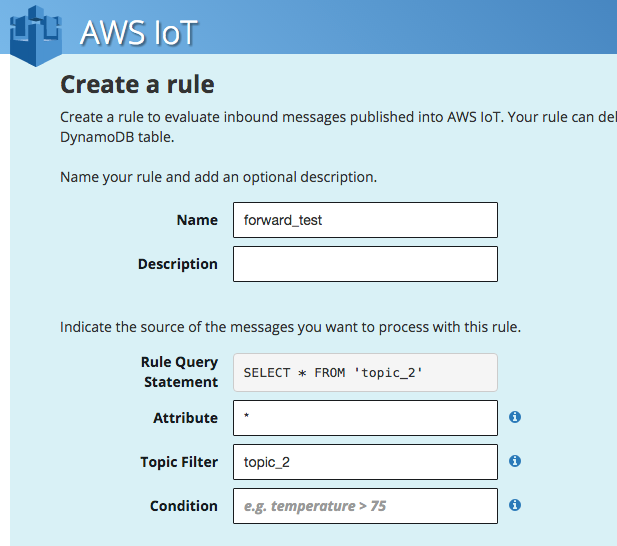 AWS IoT
Create a rule
Create a rule to evaluate inbound messages published into AWS IoT. Your rule can del
DynamoDB table.
Name your rule and add an optional description.
Name forward_test
Description
Indicate the source of the messages you want to process with this rule.
Rule Query
Statement SELECT * FROM 'topic_2'
Attribute *
Topic Filter topic_2
Condition e.g. temperature > 75